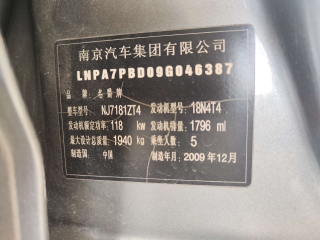 南京汽车集团有限公司
LNPA7PBD09G046387
品 牌 名爵牌
整车型号 NJ7181ZT4 发动机型号 18N4T4
发动机额定功率 118 kW 发动机排量 1796 ml
最大设计总质量 1940 kg 乘坐人数 5
制造国 中国 制造年月 2009年12月